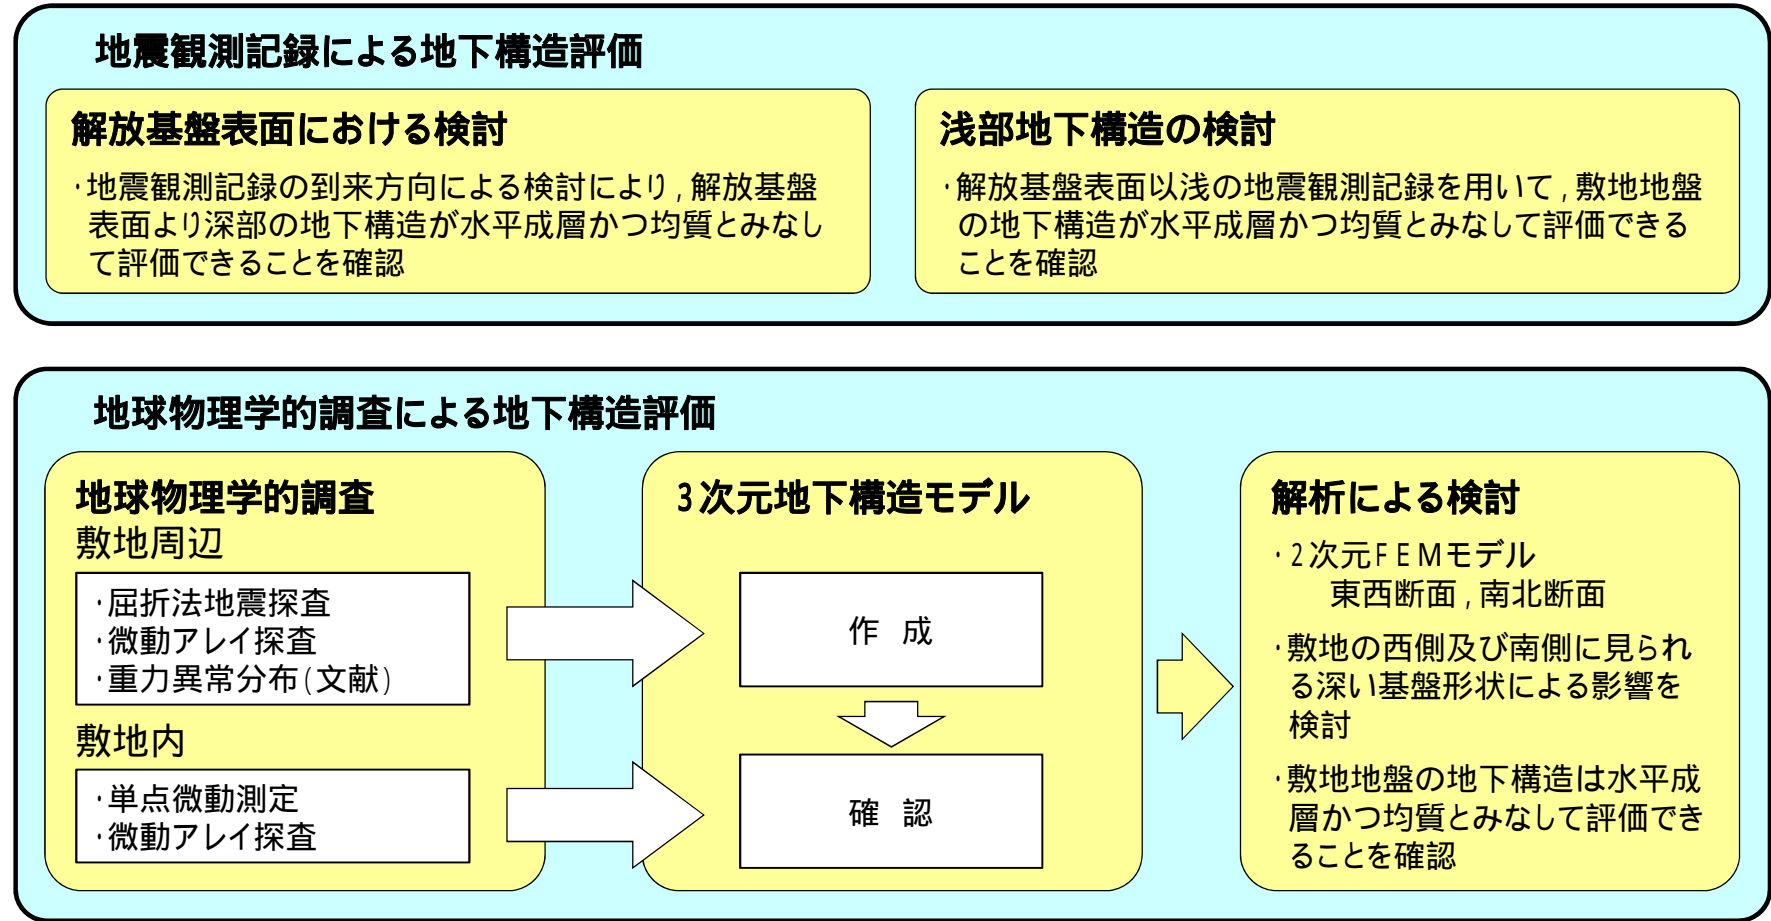 地震観測記録による地下構造評価
解放基盤表面における検討
・地震観測記録の到来方向による検討により，解放基盤
表面より深部の地下構造が水平成層かつ均質とみなし
て評価できることを確認
浅部地下構造の検討
・解放基盤表面以浅の地震観測記録を用いて，敷地地盤
の地下構造が水平成層かつ均質とみなして評価できる
ことを確認
地球物理学的調査による地下構造評価
地球物理学的調査
敷地周辺
・屈折法地震探査
・微動アレイ探査
・重力異常分布(文献)
敷地内
・単点微動測定
・微動アレイ探査
3次元地下構造モデル
作 成
確 認
解析による検討
・2次元FEMモデル
東西断面，南北断面
・敷地の西側及び南側に見られ
る深い基盤形状による影響を
検討
・敷地地盤の地下構造は水平成
層かつ均質とみなして評価でき
ることを確認